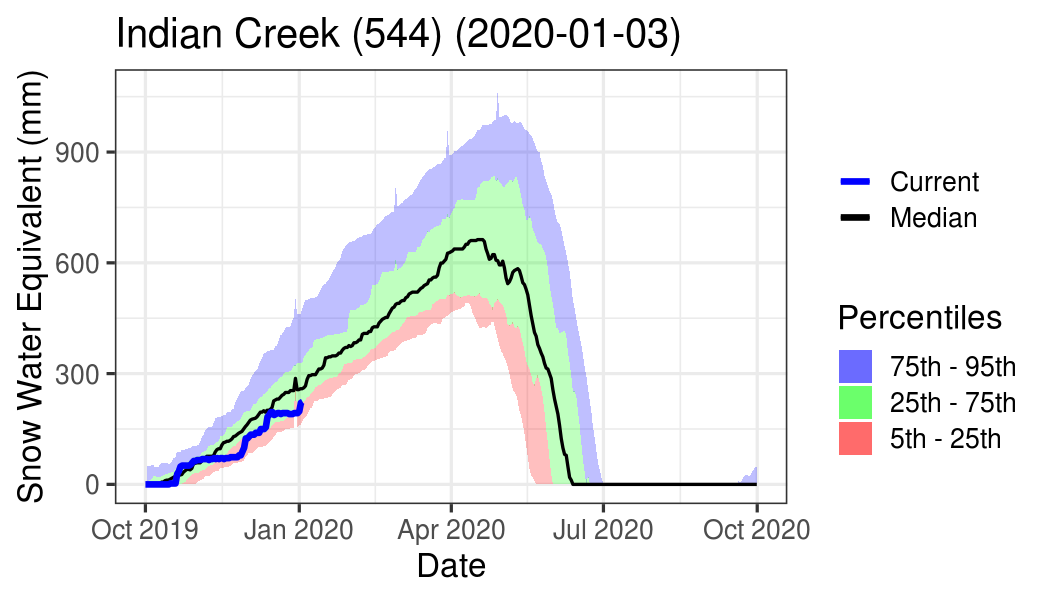 Indian Creek (544) (2020-01-03)
Snow Water Equivalent (mm)
900
600
300
0
Oct 2019
Jan 2020
Apr 2020
Jul 2020
Oct 2020
Date
Current
Median
Percentiles
75th - 95th
25th - 75th
5th - 25th